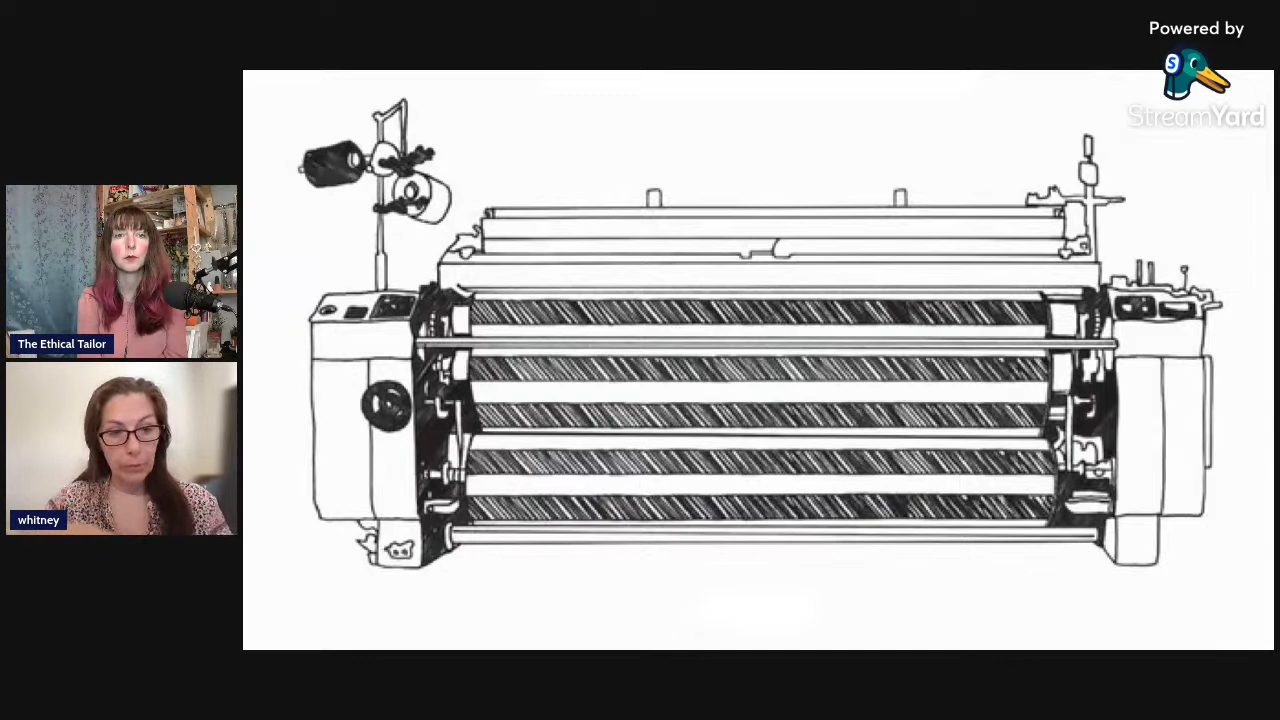 Powered by
S
StreamYard
The Ethical Tailor
whitney